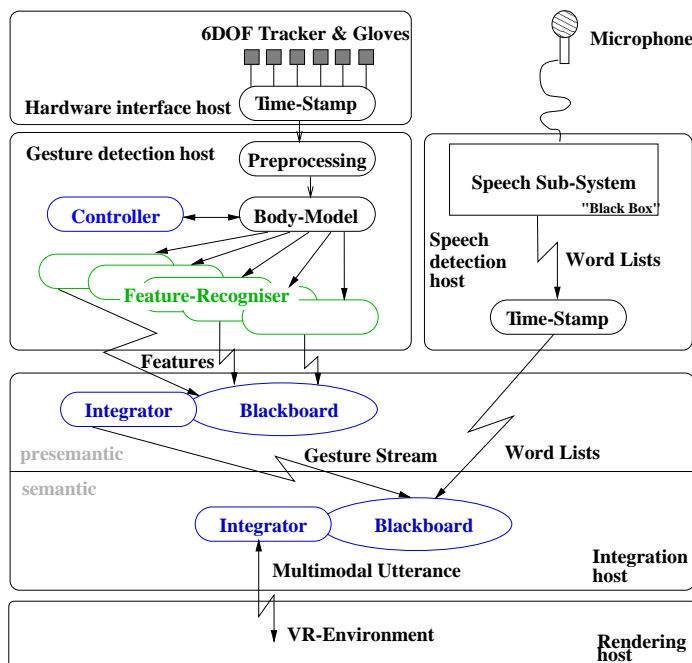 6DOF Tracker & Gloves
Microphone
Hardware interface host
Time-Stamp
Gesture detection host
Preprocessing
Controller
Body-Model
Feature-Recogniser
Features
Speech Sub-System
"Black Box"
Speech
detection
host
Word Lists
Time-Stamp
Integrator
Blackboard
presemantic
Gesture Stream
Word Lists
semantic
Integrator
Blackboard
Integration
host
Multimodal Utterance
VR-Environment
Rendering
host